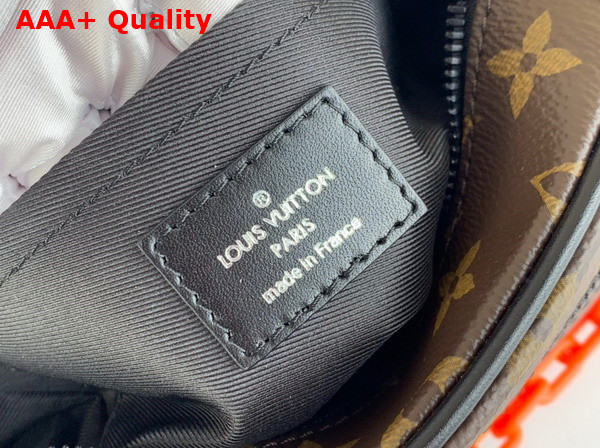 AAA+ Quality
®
LOUIS VUITTON
PARIS
made in France